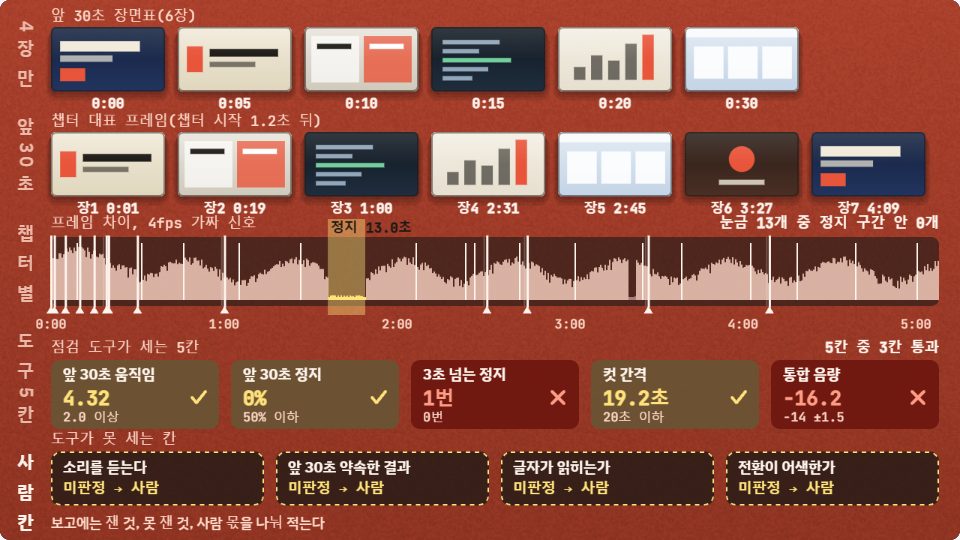 앞 30초 장면표(6장)
0:00 0:05 0:10 0:15 0:20 0:30
챕터 대표 프레임(챕터 시작 1.2초 뒤)
장1 0:01 장2 0:19 장3 1:00 장4 2:31 장5 2:45 장6 3:27 장7 4:09
프레임 차이, 4fps 가짜 신호
정지 13.0초
눈금 13개 중 정지 구간 안 0개
0:00 1:00 2:00 3:00 4:00 5:00
점검 도구가 세는 5칸
5칸 중 3칸 통과
앞 30초 움직임
4.32
2.0 이상
앞 30초 정지
0%
50% 이하
3초 넘는 정지
1번
0번
컷 간격
19.2초
20초 이하
통합 음량
-16.2
-14 ±1.5
도구가 못 세는 칸
소리를 듣는다
미판정 → 사람
앞 30초 약속한 결과
미판정 → 사람
글자가 읽히는가
미판정 → 사람
전환이 어색한가
미판정 → 사람
보고에는 잰 것, 못 잰 것, 사람 몫을 나눠 적는다
4장만 앞30초 챕터별 도구5칸 사람칸